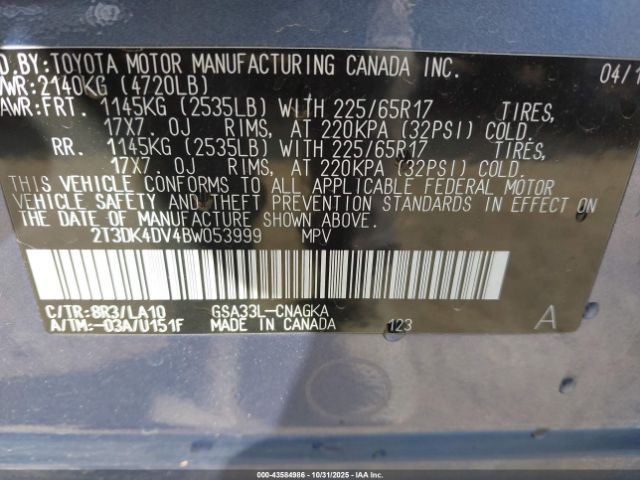 D.BY:TOYOTA MOTOR MANUFACTURING CANADA INC. 04/1
WR:2140KG (4720LB)
AWR:FRT. 1145KG (2535LB) WITH 225/65R17 TIRES,
17X7.0J RIMS, AT 220KPA (32PSI) COLD.
RR. 1145KG (2535LB) WITH 225/65R17 TIRES,
17X7.0J RIMS, AT 220KPA (32PSI) COLD.
THIS VEHICLE CONFORMS TO ALL APPLICABLE FEDERAL MOTOR
VEHICLE SAFETY AND THEFT PREVENTION STANDARDS IN EFFECT ON
THE DATE OF MANUFACTURE SHOWN ABOVE.
2T3DK4DV4BW053999 MPV
C/TR:8R3/LA10 GSA33L-CNAGKA
A/TM:-03A/U151F MADE IN CANADA 123 A
000-43584986 - 10/31/2025 - IAAI.CA